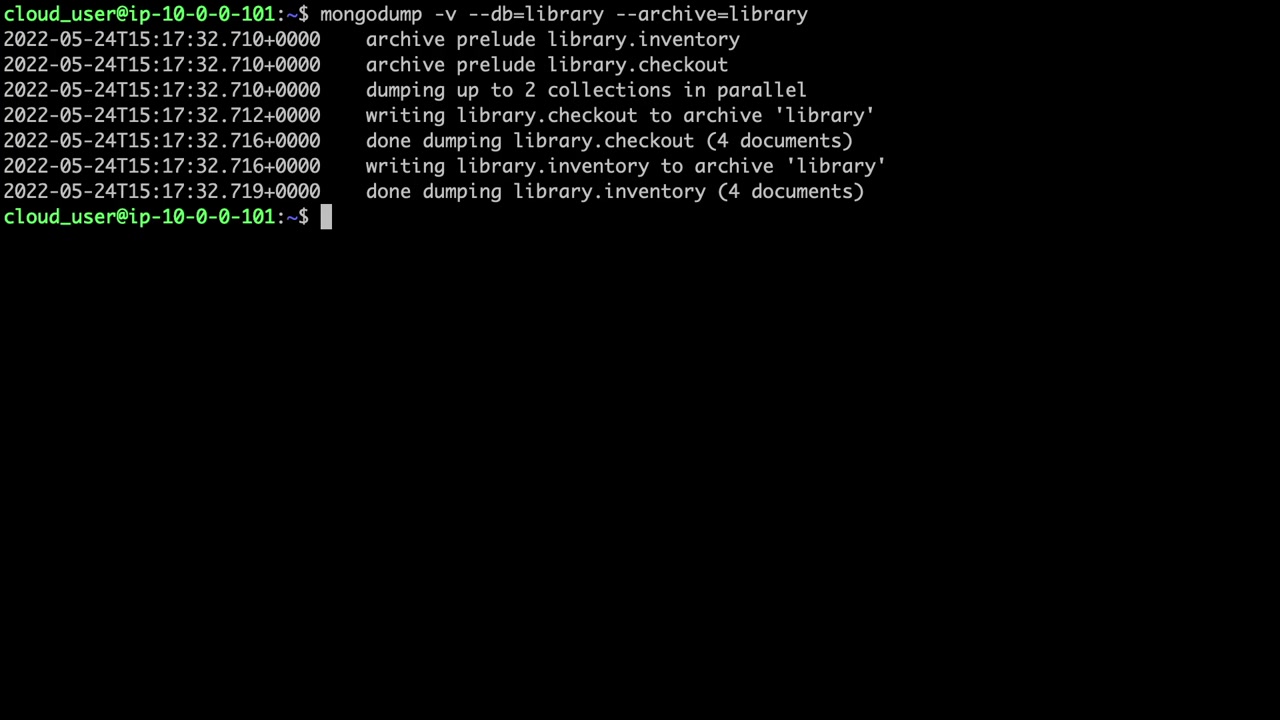 cloud_user@ip-10-0-0-101:~$ mongodump -v --db=library --archive=library
2022-05-24T15:17:32.710+0000    archive prelude library.inventory
2022-05-24T15:17:32.710+0000    archive prelude library.checkout
2022-05-24T15:17:32.710+0000    dumping up to 2 collections in parallel
2022-05-24T15:17:32.712+0000    writing library.checkout to archive 'library'
2022-05-24T15:17:32.716+0000    done dumping library.checkout (4 documents)
2022-05-24T15:17:32.716+0000    writing library.inventory to archive 'library'
2022-05-24T15:17:32.719+0000    done dumping library.inventory (4 documents)
cloud_user@ip-10-0-0-101:~$